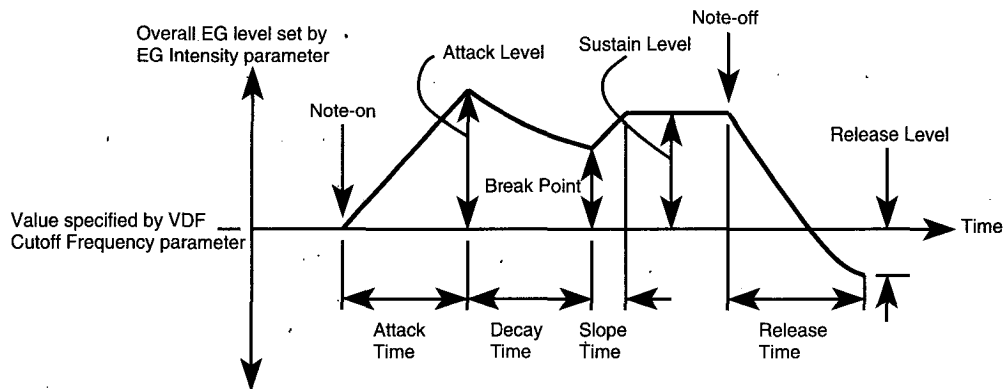 Overall EG level set by
EG Intensity parameter
Attack Level
Sustain Level
Note-off
Note-on
Release Level
Break Point
Value specified by VDF
Cutoff Frequency parameter
Time
Attack
Time
Decay
Time
Slope
Time
Release
Time